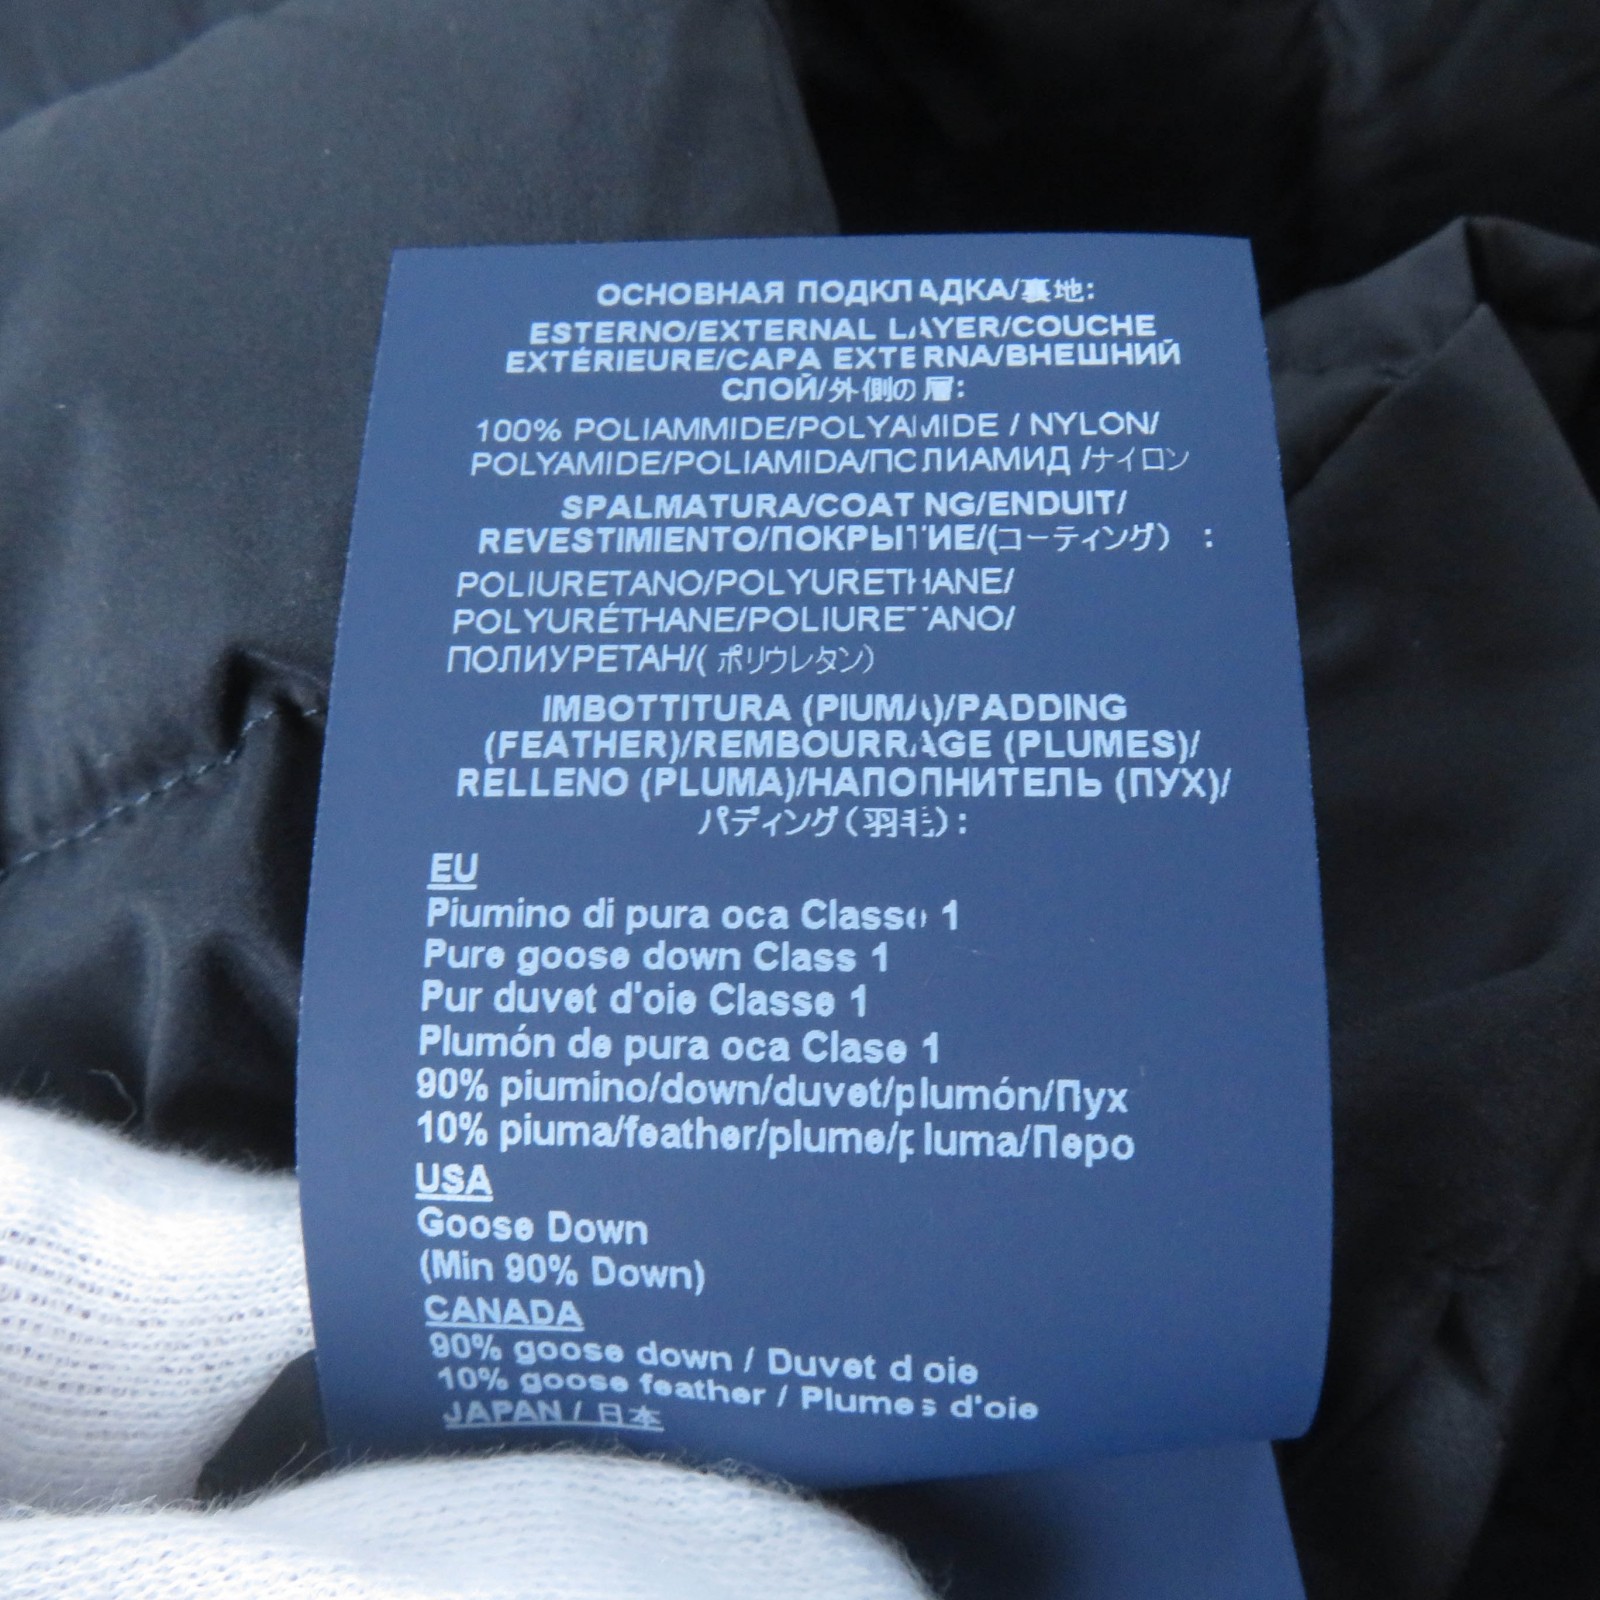 ОСНОВНАЯ ПОДКЛАДКА/裏地:
ESTERNO/EXTERNAL LAYER/COUCHE
EXTÉRIEURE/CAPA EXTERNA/ВНЕШНИЙ
СЛОЙ/外側の層:
100% POLIAMMIDE/POLYAMIDE / NYLON/
POLYAMIDE/POLIAMIDA/ПОЛИАМИД /ナイロン
SPALMATURA/COATING/ENDUIT/
REVESTIMIENTO/ПОКРЫТИЕ/(コーティング) :
POLIURETANO/POLYURETHANE/
POLYURÉTHANE/POLIURETANO/
ПОЛИУРЕТАН/( ポリウレタン)
IMBOTTITURA (PIUMA)/PADDING
(FEATHER)/REMBOURRAGE (PLUMES)/
RELLENO (PLUMA)/НАПОЛНИТЕЛЬ (ПУХ)/
パディング(羽毛):
EU
Piumino di pura oca Classe 1
Pure goose down Class 1
Pur duvet d'oie Classe 1
Plumón de pura oca Clase 1
90% piumino/down/duvet/plumón/Пух
10% piuma/feather/plume/pluma/Перо
USA
Goose Down
(Min 90% Down)
CANADA
90% goose down / Duvet d oie
10% goose feather / Plumes d'oie
JAPAN / 日本